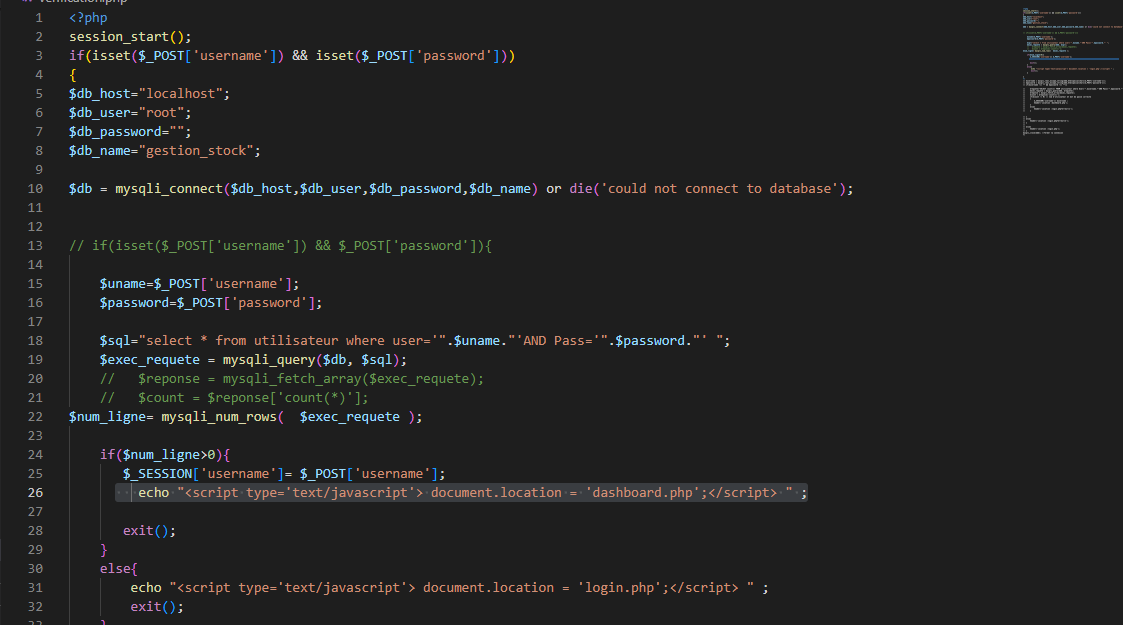 verification.php
1 <?php
2 session_start();
3 if(isset($_POST['username']) && isset($_POST['password']))
4 {
5 $db_host="localhost";
6 $db_user="root";
7 $db_password="";
8 $db_name="gestion_stock";
9
10 $db = mysqli_connect($db_host,$db_user,$db_password,$db_name) or die('could not connect to database');
11
12
13 // if(isset($_POST['username']) && $_POST['password']){
14
15 $uname=$_POST['username'];
16 $password=$_POST['password'];
17
18 $sql="select * from utilisateur where user='".$uname."'AND Pass='".$password."' ";
19 $exec_requete = mysqli_query($db, $sql);
20 //   $reponse = mysqli_fetch_array($exec_requete);
21 //   $count = $reponse['count(*)'];
22 $num_ligne= mysqli_num_rows(  $exec_requete );
23
24 if($num_ligne>0){
25 $_SESSION['username']= $_POST['username'];
26 echo "<script type='text/javascript'> document.location = 'dashboard.php';</script> " ;
27
28 exit();
29 }
30 else{
31 echo "<script type='text/javascript'> document.location = 'login.php';</script> " ;
32 exit();
33 }